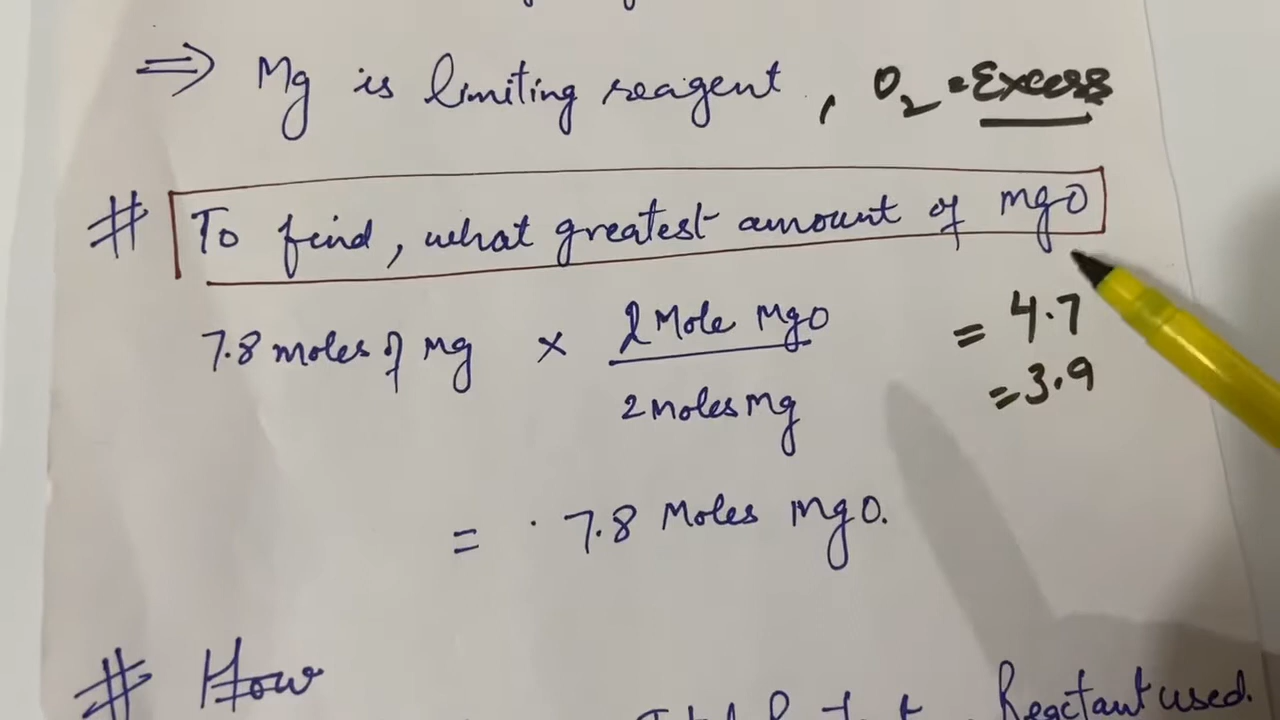 ⇒ Mg is limiting reagent, O₂ = Excess
# To find, what greatest amount of MgO
7.8 moles of Mg × 2 Mole MgO / 2 moles Mg
= 4.7
= 3.9
= 7.8 Moles MgO.
# How
Reactant used.